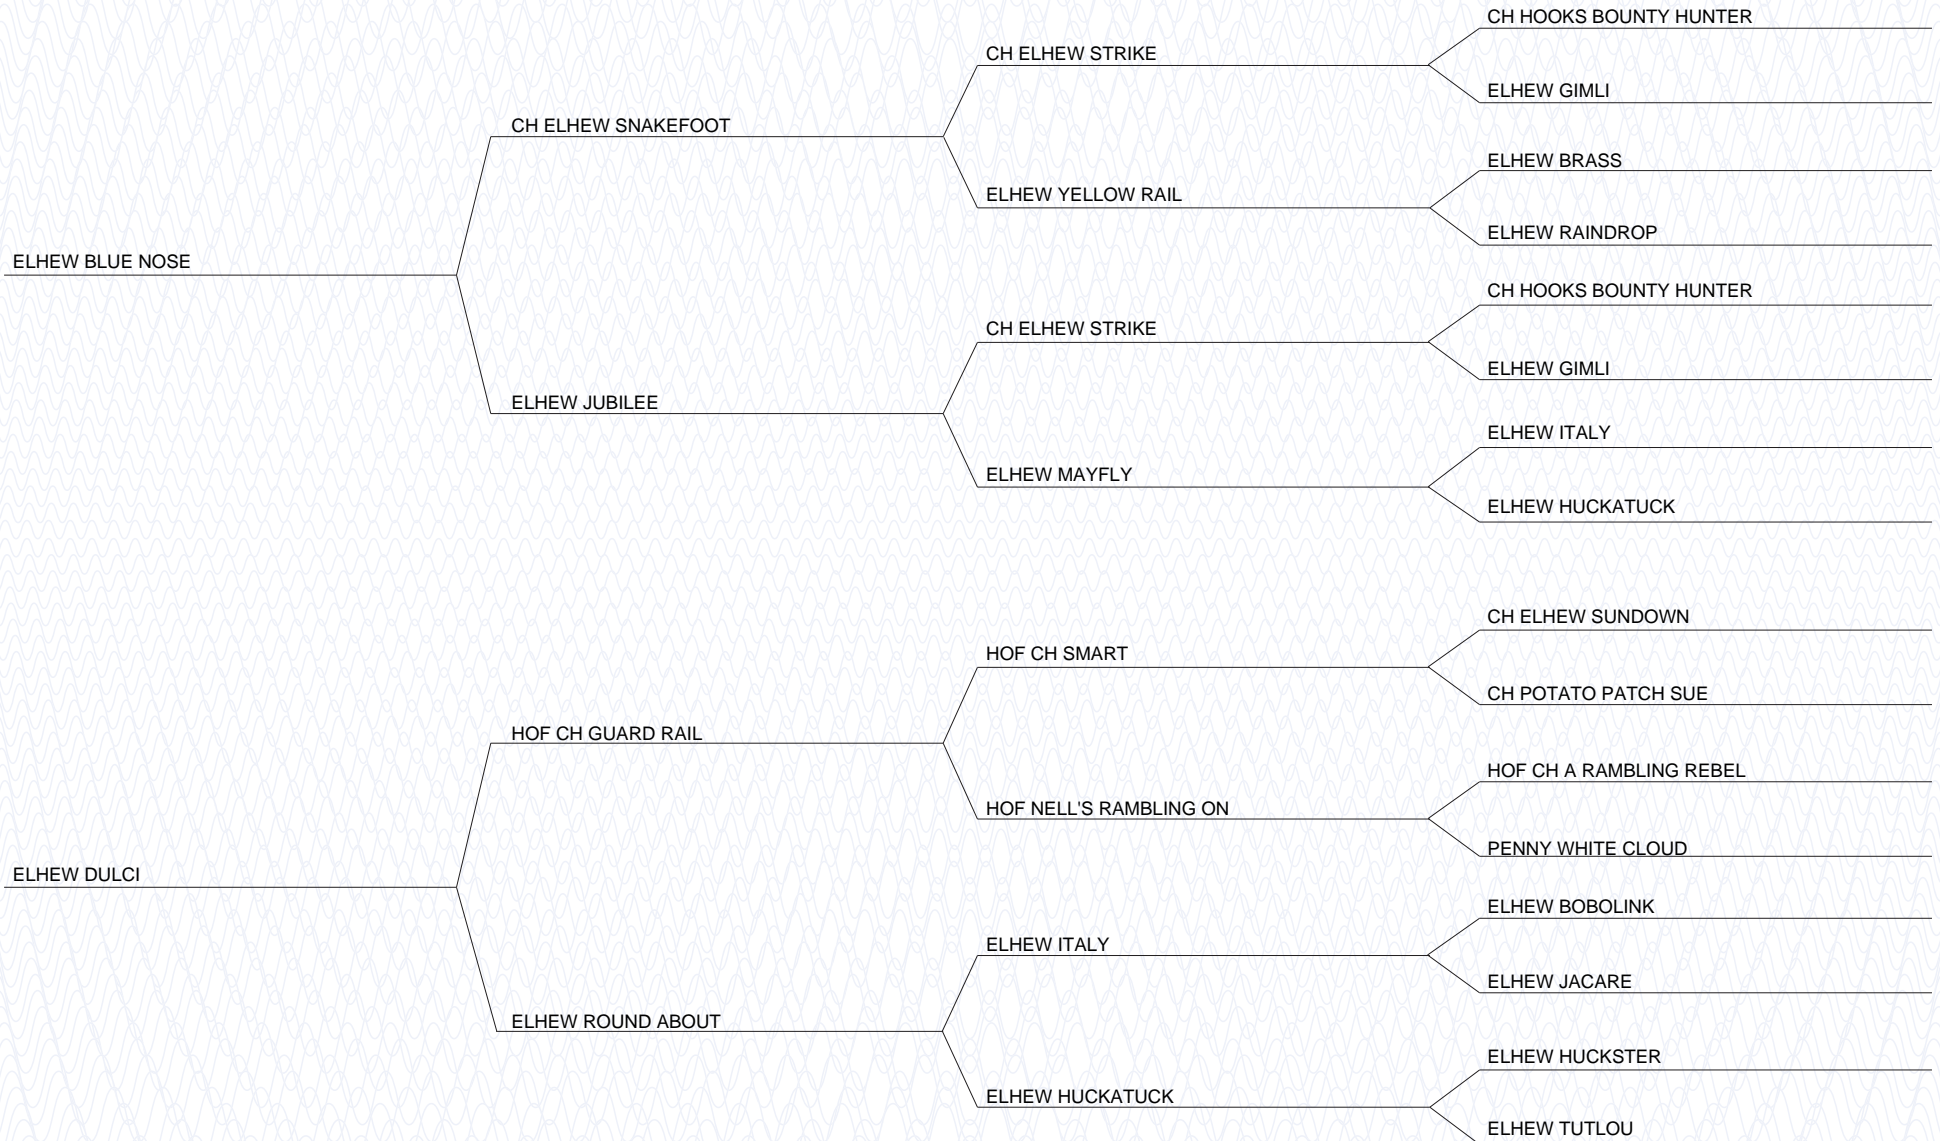 CH HOOKS BOUNTY HUNTER
CH ELHEW STRIKE
ELHEW GIMLI
CH ELHEW SNAKEFOOT
ELHEW BRASS
ELHEW YELLOW RAIL
ELHEW RAINDROP
ELHEW BLUE NOSE
CH HOOKS BOUNTY HUNTER
CH ELHEW STRIKE
ELHEW GIMLI
ELHEW JUBILEE
ELHEW ITALY
ELHEW MAYFLY
ELHEW HUCKATUCK
CH ELHEW SUNDOWN
HOF CH SMART
CH POTATO PATCH SUE
HOF CH GUARD RAIL
HOF CH A RAMBLING REBEL
HOF NELL'S RAMBLING ON
PENNY WHITE CLOUD
ELHEW DULCI
ELHEW BOBOLINK
ELHEW ITALY
ELHEW JACARE
ELHEW ROUND ABOUT
ELHEW HUCKSTER
ELHEW HUCKATUCK
ELHEW TUTLOU